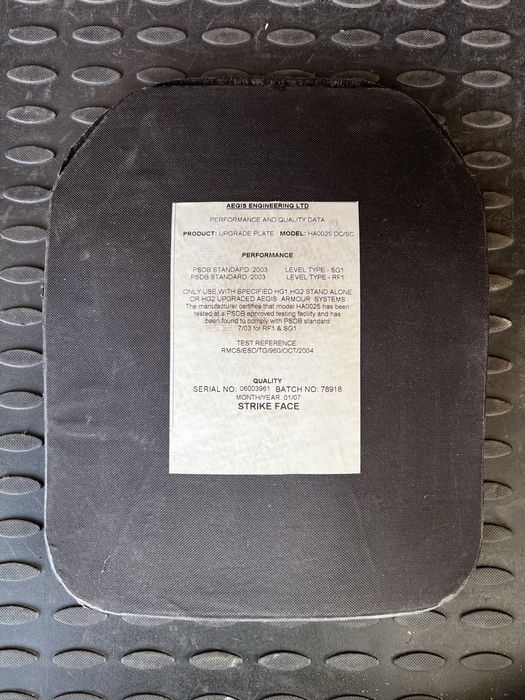 AEGIS ENGINEERING LTD
PERFORMANCE AND QUALITY DATA
PRODUCT: UPGRADE PLATE MODEL: HA0025 DC/SC
PERFORMANCE
PSDB STANDARD: 2003 LEVEL TYPE - SG1
PSDB STANDARD: 2003 LEVEL TYPE - RF1
ONLY USE WITH SPECIFIED HG1, HG2 STAND ALONE
OR HG2 UPGRADED AEGIS ARMOUR SYSTEMS
The manufacturer certifies that model HA0025 has been
tested at a PSDB approved testing facility and has
been found to comply with PSDB standard
7/03 for RF1 & SG1
TEST REFERENCE
RMCS/ESD/TG/960/OCT/2004
QUALITY
SERIAL NO: 06003961 BATCH NO: 78918
MONTH/YEAR: 01/07
STRIKE FACE